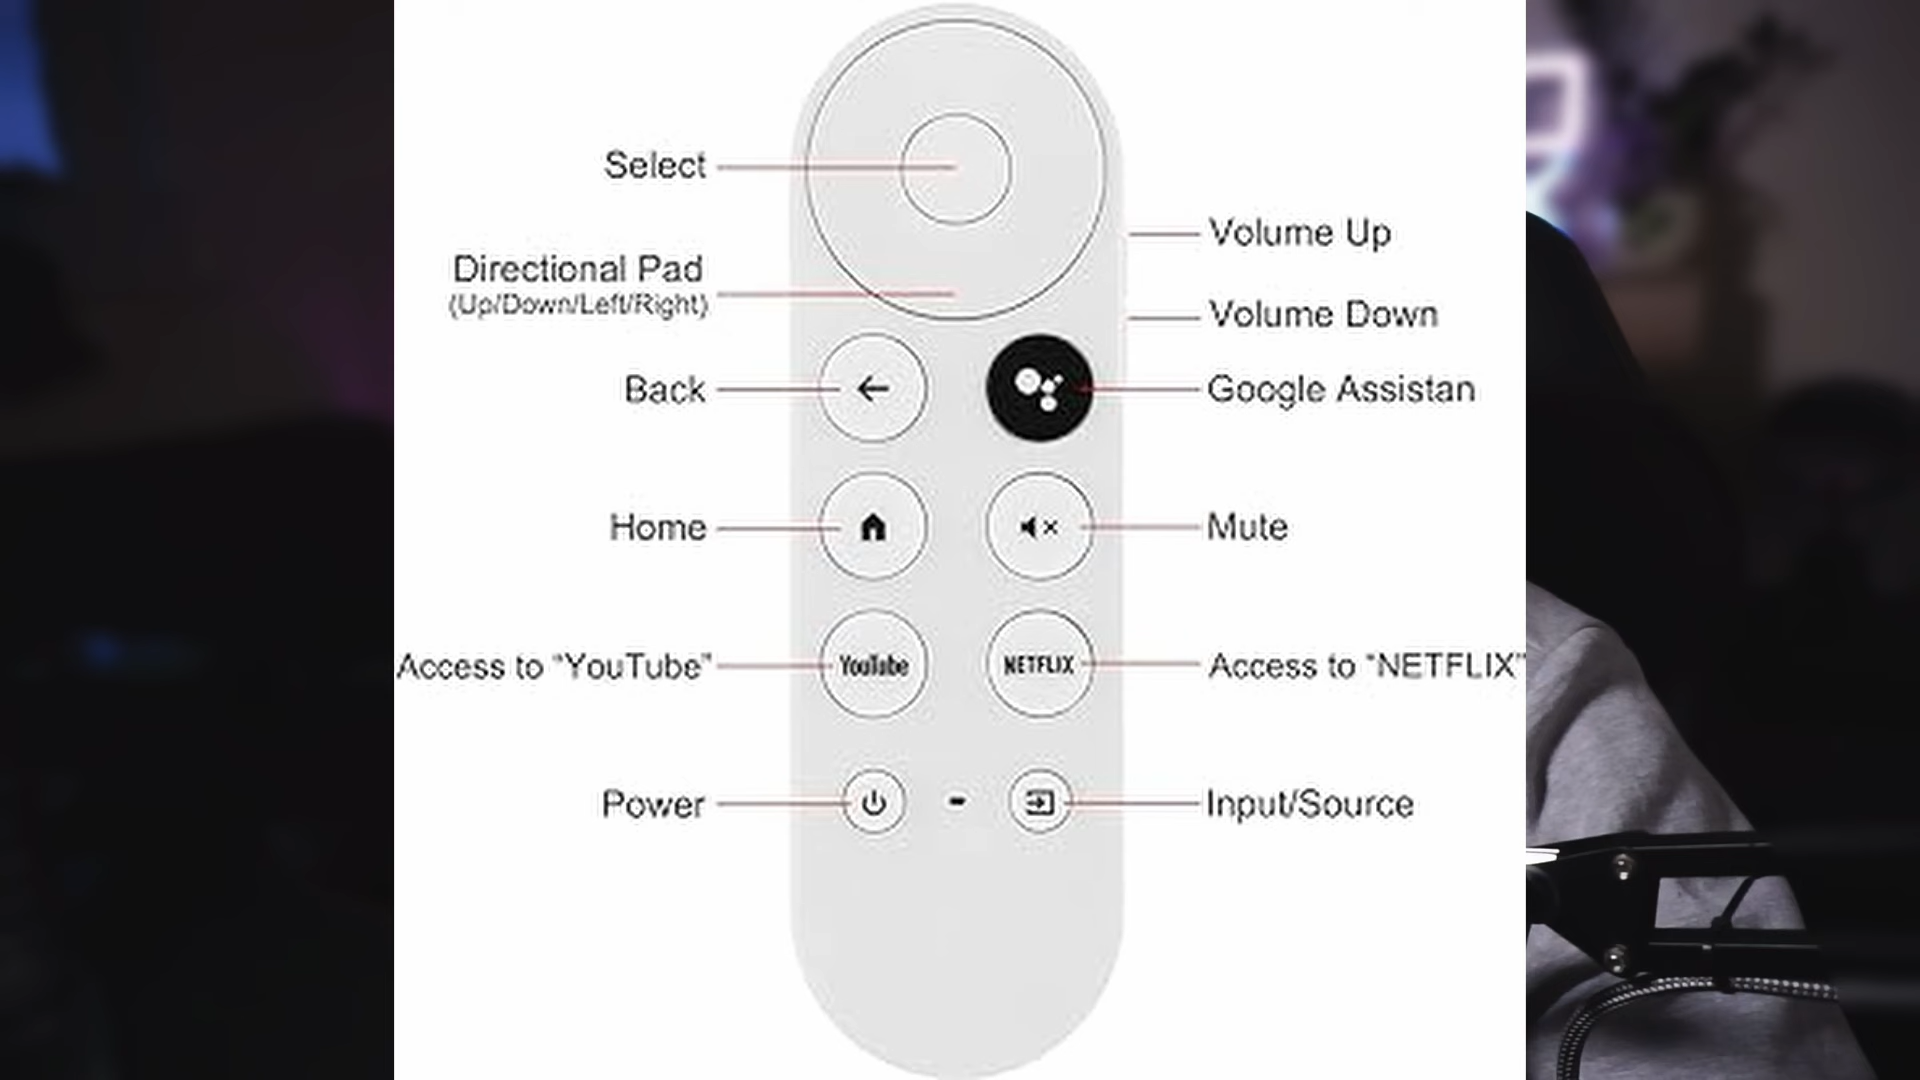 Select
Volume Up
Directional Pad
(Up/Down/Left/Right)
Volume Down
Back
Google Assistan
Home
Mute
Access to “YouTube”
YouTube
NETFLIX
Access to “NETFLIX”
Power
Input/Source